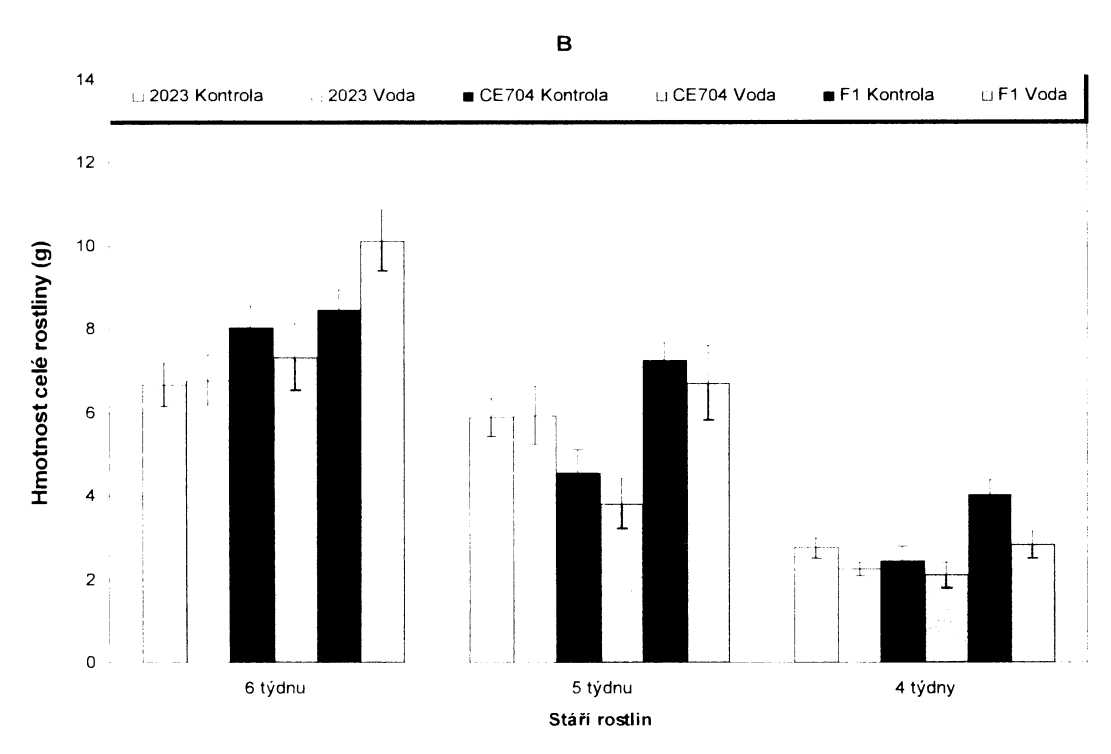 B
14
2023 Kontrola 2023 Voda CE704 Kontrola CE704 Voda F1 Kontrola F1 Voda
12
10
8
6
4
2
0
Hmotnost celé rostliny (g)
6 týdnu 5 týdnu 4 týdny
Stáří rostlin